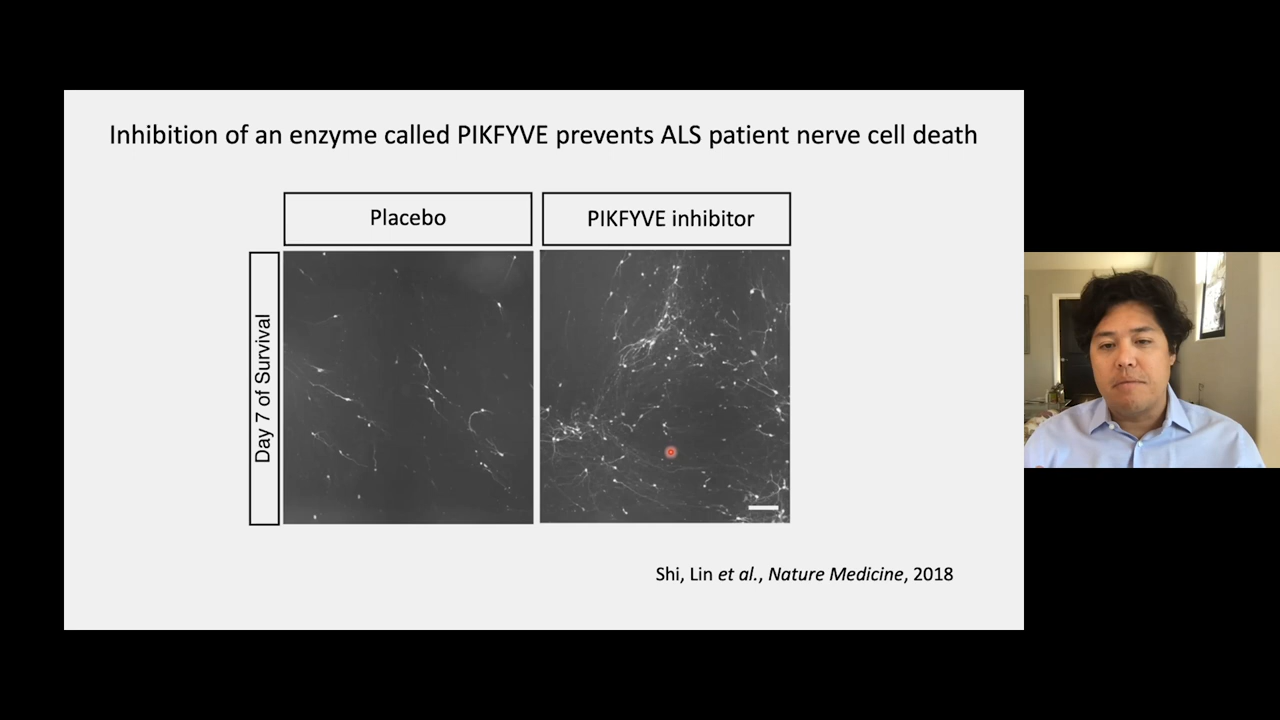 Inhibition of an enzyme called PIKFYVE prevents ALS patient nerve cell death
Placebo
PIKFYVE inhibitor
Day 7 of Survival
Shi, Lin et al., Nature Medicine, 2018